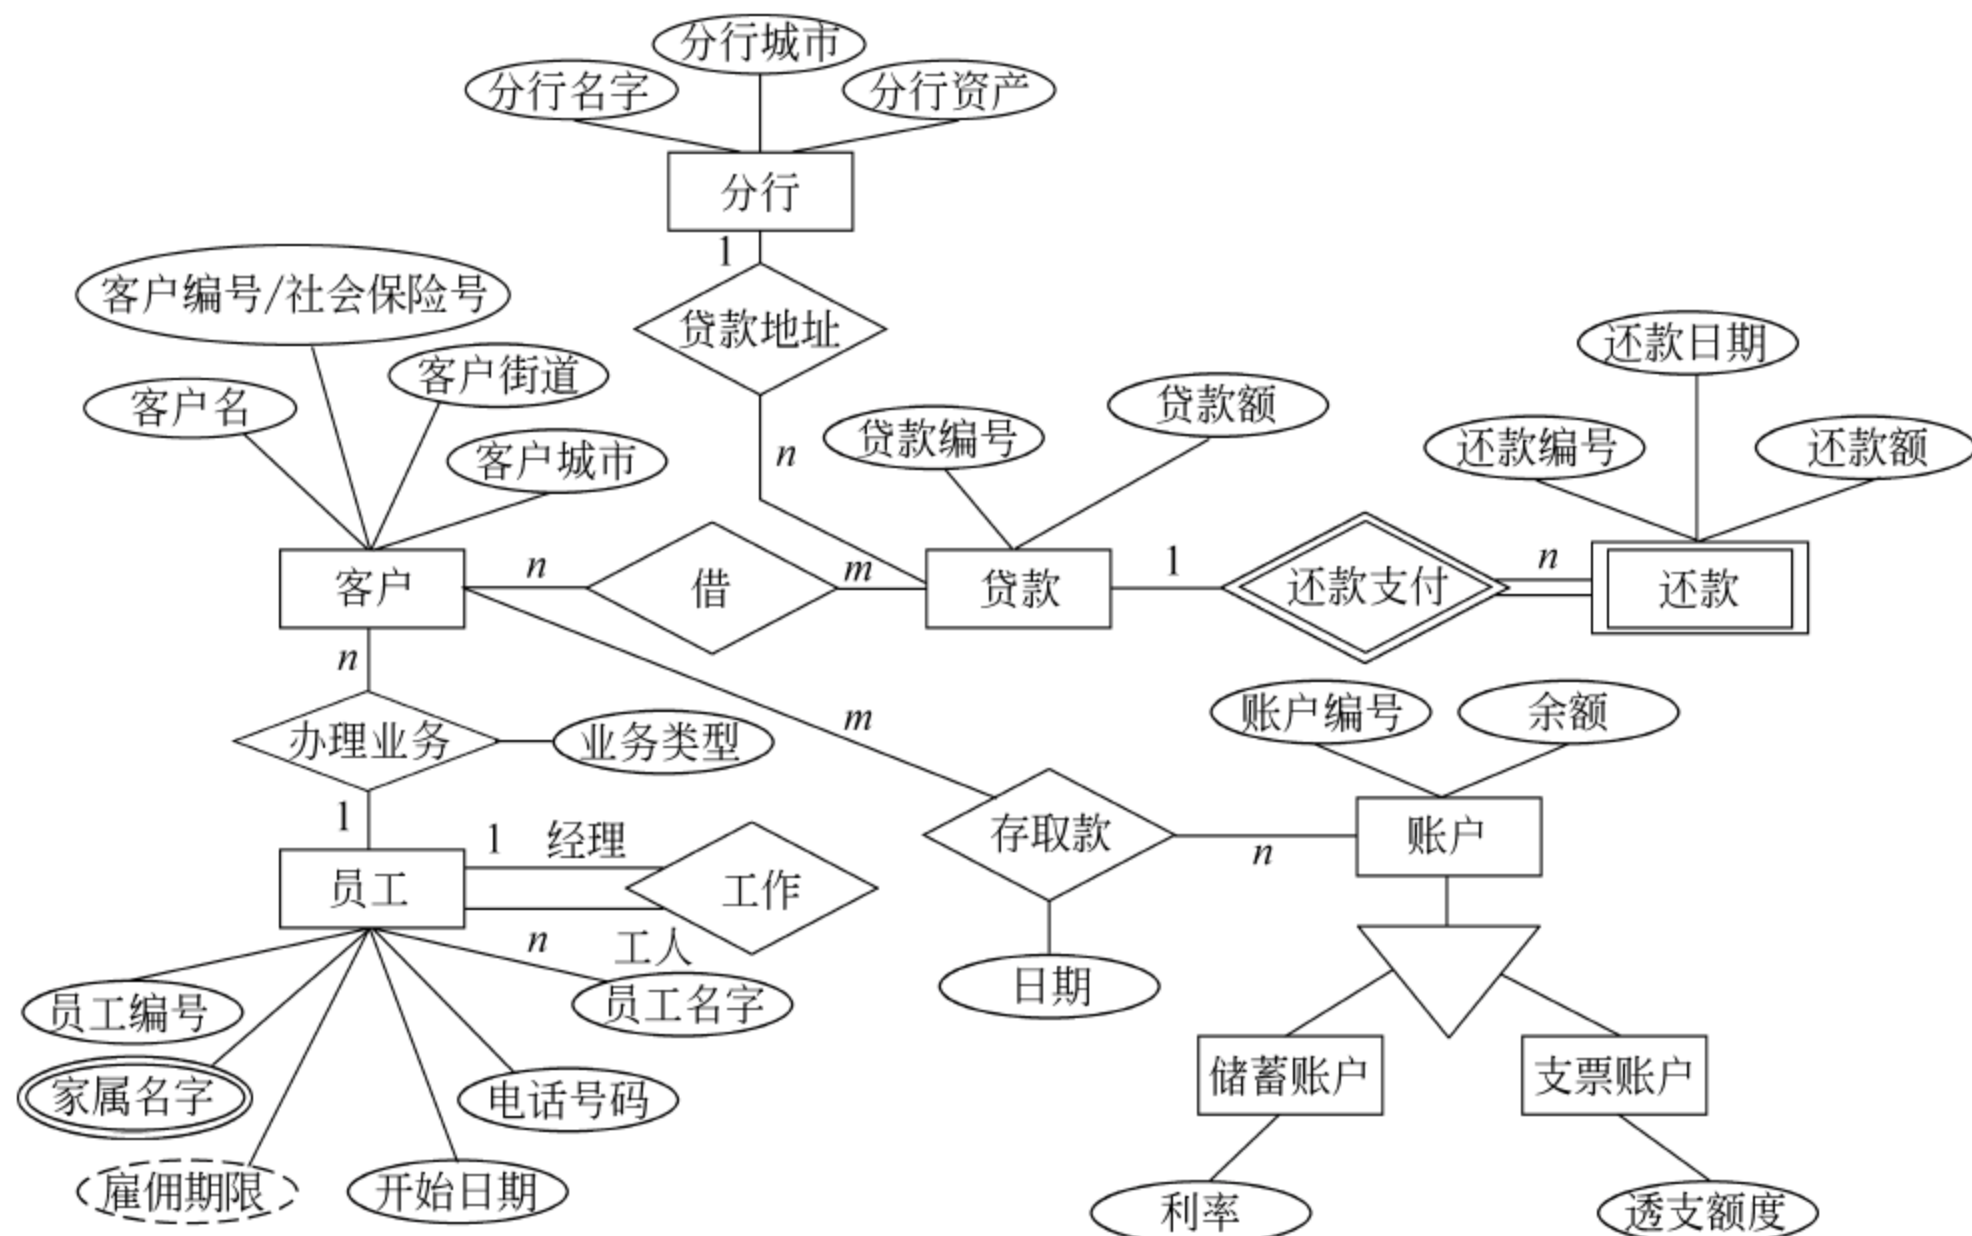 分行城市
分行名字
分行资产
分行
1
贷款地址
n
客户编号/社会保险号
客户名
客户街道
客户城市
贷款编号
贷款额
还款日期
还款编号
还款额
客户
n
借
m
贷款
1
还款支付
n
还款
n
办理业务
业务类型
m
账户编号
余额
1
员工
1
经理
工作
n
工人
存取款
n
账户
日期
员工编号
员工名字
家属名字
电话号码
雇佣期限
开始日期
储蓄账户
支票账户
利率
透支额度